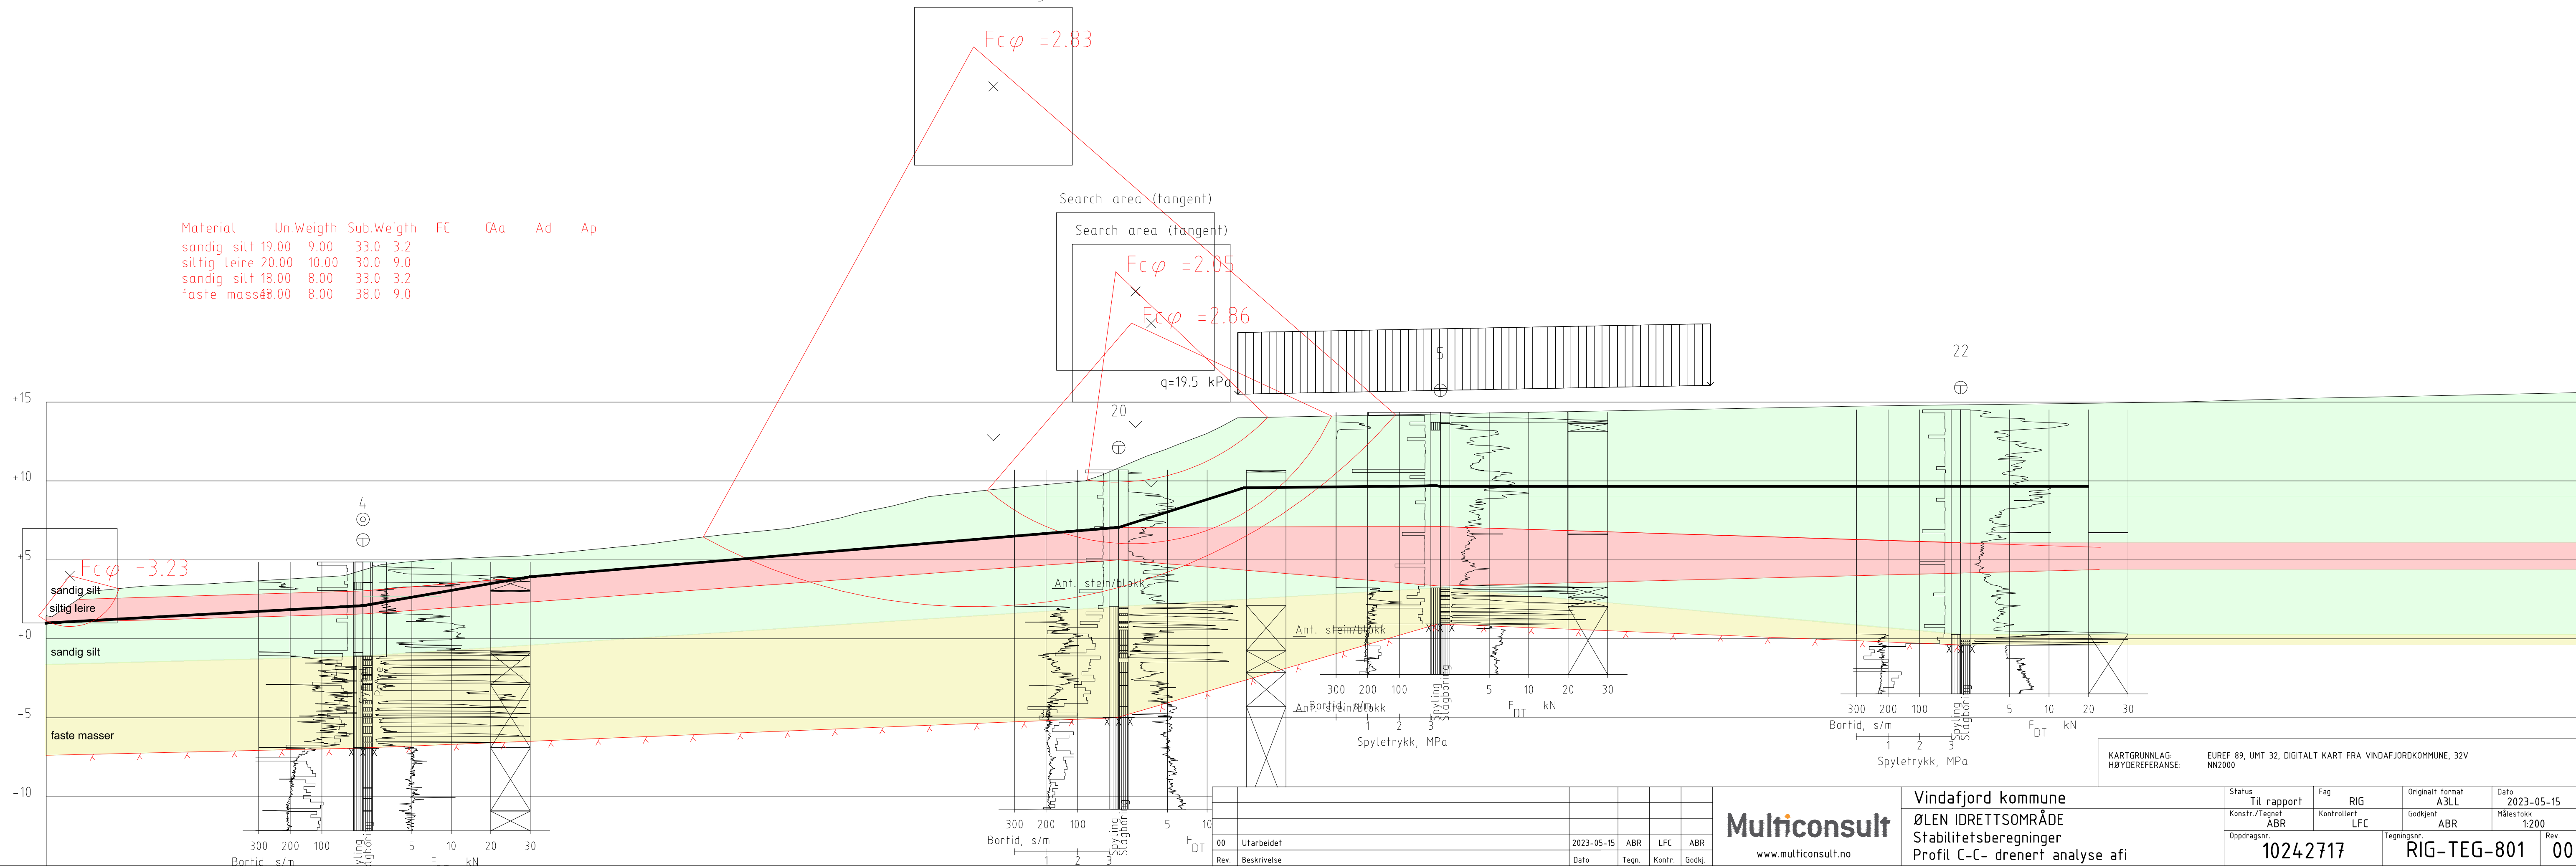 Fcφ =2.83
Search area (tangent)
Search area (tangent)
Material Un.Weigth Sub.Weigth FC CAa Ad Ap
sandig silt 19.00 9.00 33.0 3.2
siltig leire 20.00 10.00 30.0 9.0
sandig silt 18.00 8.00 33.0 3.2
faste masser 18.00 8.00 38.0 9.0
Fcφ =2.05
Fcφ =2.86
q=19.5 kPa
5
22
20
4
+15
+10
+5
+0
-5
-10
Fcφ =3.23
sandig silt
siltig leire
sandig silt
faste masser
Ant. stein/blokk
Ant. stein/blokk
Ant. stein/blokk
300 200 100 5 10 20 30
Bortid, s/m
Spyling
Slagboring
F DT kN
1 2 3
Spyletrykk, MPa
300 200 100 5 10 20 30
Bortid, s/m
Spyling
Slagboring
F DT kN
1 2 3
Spyletrykk, MPa
300 200 100 5 10
Bortid, s/m
Spyling
Slagboring
F DT
1 2 3
300 200 100 5 10 20 30
Bortid, s/m
kN
KARTGRUNNLAG: EUREF 89, UMT 32, DIGITALT KART FRA VINDAFJORDKOMMUNE, 32V
HØYDEREFERANSE: NN2000
00 Utarbeidet 2023-05-15 ABR LFC ABR
Rev. Beskrivelse Dato Tegn. Kontr. Godkj.
Multiconsult
www.multiconsult.no
Vindafjord kommune
ØLEN IDRETTSOMRÅDE
Stabilitetsberegninger
Profil C-C- drenert analyse afi
Status Til rapport
Fag RIG
Originalt format A3LL
Dato 2023-05-15
Konstr./Tegnet ABR
Kontrollert LFC
Godkjent ABR
Målestokk 1:200
Oppdragsnr. 10242717
Tegningsnr. RIG-TEG-801
Rev. 00